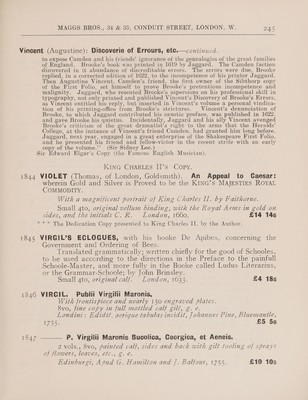 MAGGS BROS., 34 & 35, CONDUIT STREET, LONDON, W. 245
Vincent (Augustine): Discoverie of Errours, etc.—continued.
to expose Camden and his friends' ignorance of the genealogies of the great families
of England. Brooke's book was printed in 1619 by Jaggard. The Camden faction
discovered in it abundance of discreditable errors. The errors were due, Brooke
replied, in a corrected edition of 1622, to the incompetence of his printer Jaggard.
Then Augustine Vincent, Camden's friend, the first owner of the Sibthorp copy
of the First Folio, set himself to prove Brooke's pretentious incompetence and
malignity. Jaggard, who resented Brooke's aspersions on his professional skill in
typography, not only printed and published Vincent's Discovery of Brooke's Errors,
as Vincent entitled his reply, but inserted in Vincent's volume a personal vindica-
tion of his printing-office from Brooke's strictures. Vincent's denunciation of
Brooke, to which Jaggard contributed his caustic preface, was published in 1622,
and gave Brooke his quietus. Incidentally, Jaggard and his ally Vincent avenged
Brooke's criticism of the great dramatist's right to the arms that the Heralds'
College, at the instance of Vincent's friend Camden, had granted him long before.
Jaggard, next year, engaged in a great enterprise of the Shakespeare First Folio,
and he presented his friend and fellow-victor in the recent strife with an early
copy of the volume." (Sir Sidney Lee.)
Sir Edward Elgar's Copy (the Famous English Musician).
KING CHARLES II'S COPY.
1844 VIOLET (Thomas, of London, Goldsmith). An Appeal to Caesar:
wherein Gold and Silver is Proved to be the KING'S MAJESTIES ROYAL
COMMODITY.
With a magnificent portrait of King Charles II. by Faithorne.
Small 4to, original vellum binding, with the Royal Arms in gold on
sides, and the initials C. R. London, 1660. £14 14s
*** The Dedication Copy presented to King Charles II. by the Author.
1845 VIRGIL'S ECLOGUES, with his booke De Apibus, concerning the
Government and Ordering of Bees.
Translated grammatically; written chiefly for the good of Schooles,
to be used according to the directions in the Preface to the painfull
Schoole-Master, and more fully in the Booke called Ludus Literarius,
or the Grammar-Schoole; by John Brinsley.
Small 4to, original calf. London, 1633. £4 18s
1846 VIRGIL. Publii Virgilii Maronis.
With frontispiece and nearly 150 engraved plates.
8vo, fine copy in full mottled calf gilt, g. e.
Londini: Edidit, aerique tabulas incidit, Johannes Pine, Bluemantle,
1755. £5 5s
1847 ——— P. Virgilii Maronis Bucolica, Georgica, et Aeneis.
2 vols., 8vo, painted calf, sides and back with gilt tooling of sprays
of flowers, leaves, etc., g. e.
Edinburgi, Apud G. Hamilton and J. Balfour, 1755. £10 10s